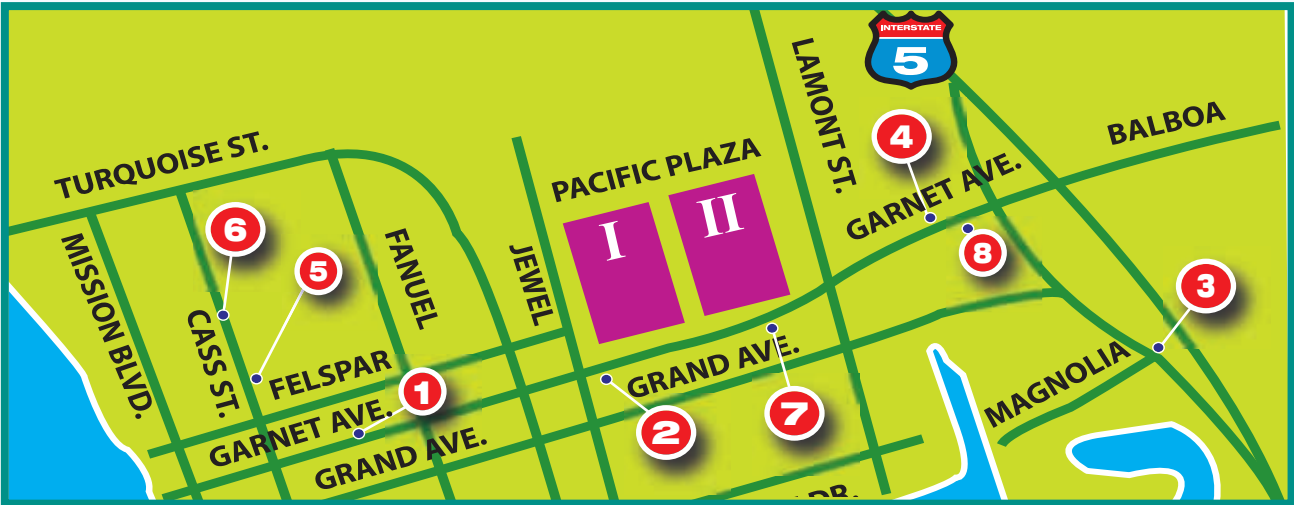 INTERSTATE
5
LAMONT ST.
4
BALBOA
TURQUOISE ST.
PACIFIC PLAZA
GARNET AVE.
I
II
6
5
8
3
MISSION BLVD.
CASS ST.
FANUEL
JEWEL
FELSPAR
1
GRAND AVE.
MAGNOLIA
GARNET AVE.
2
7
GRAND AVE.
DR.